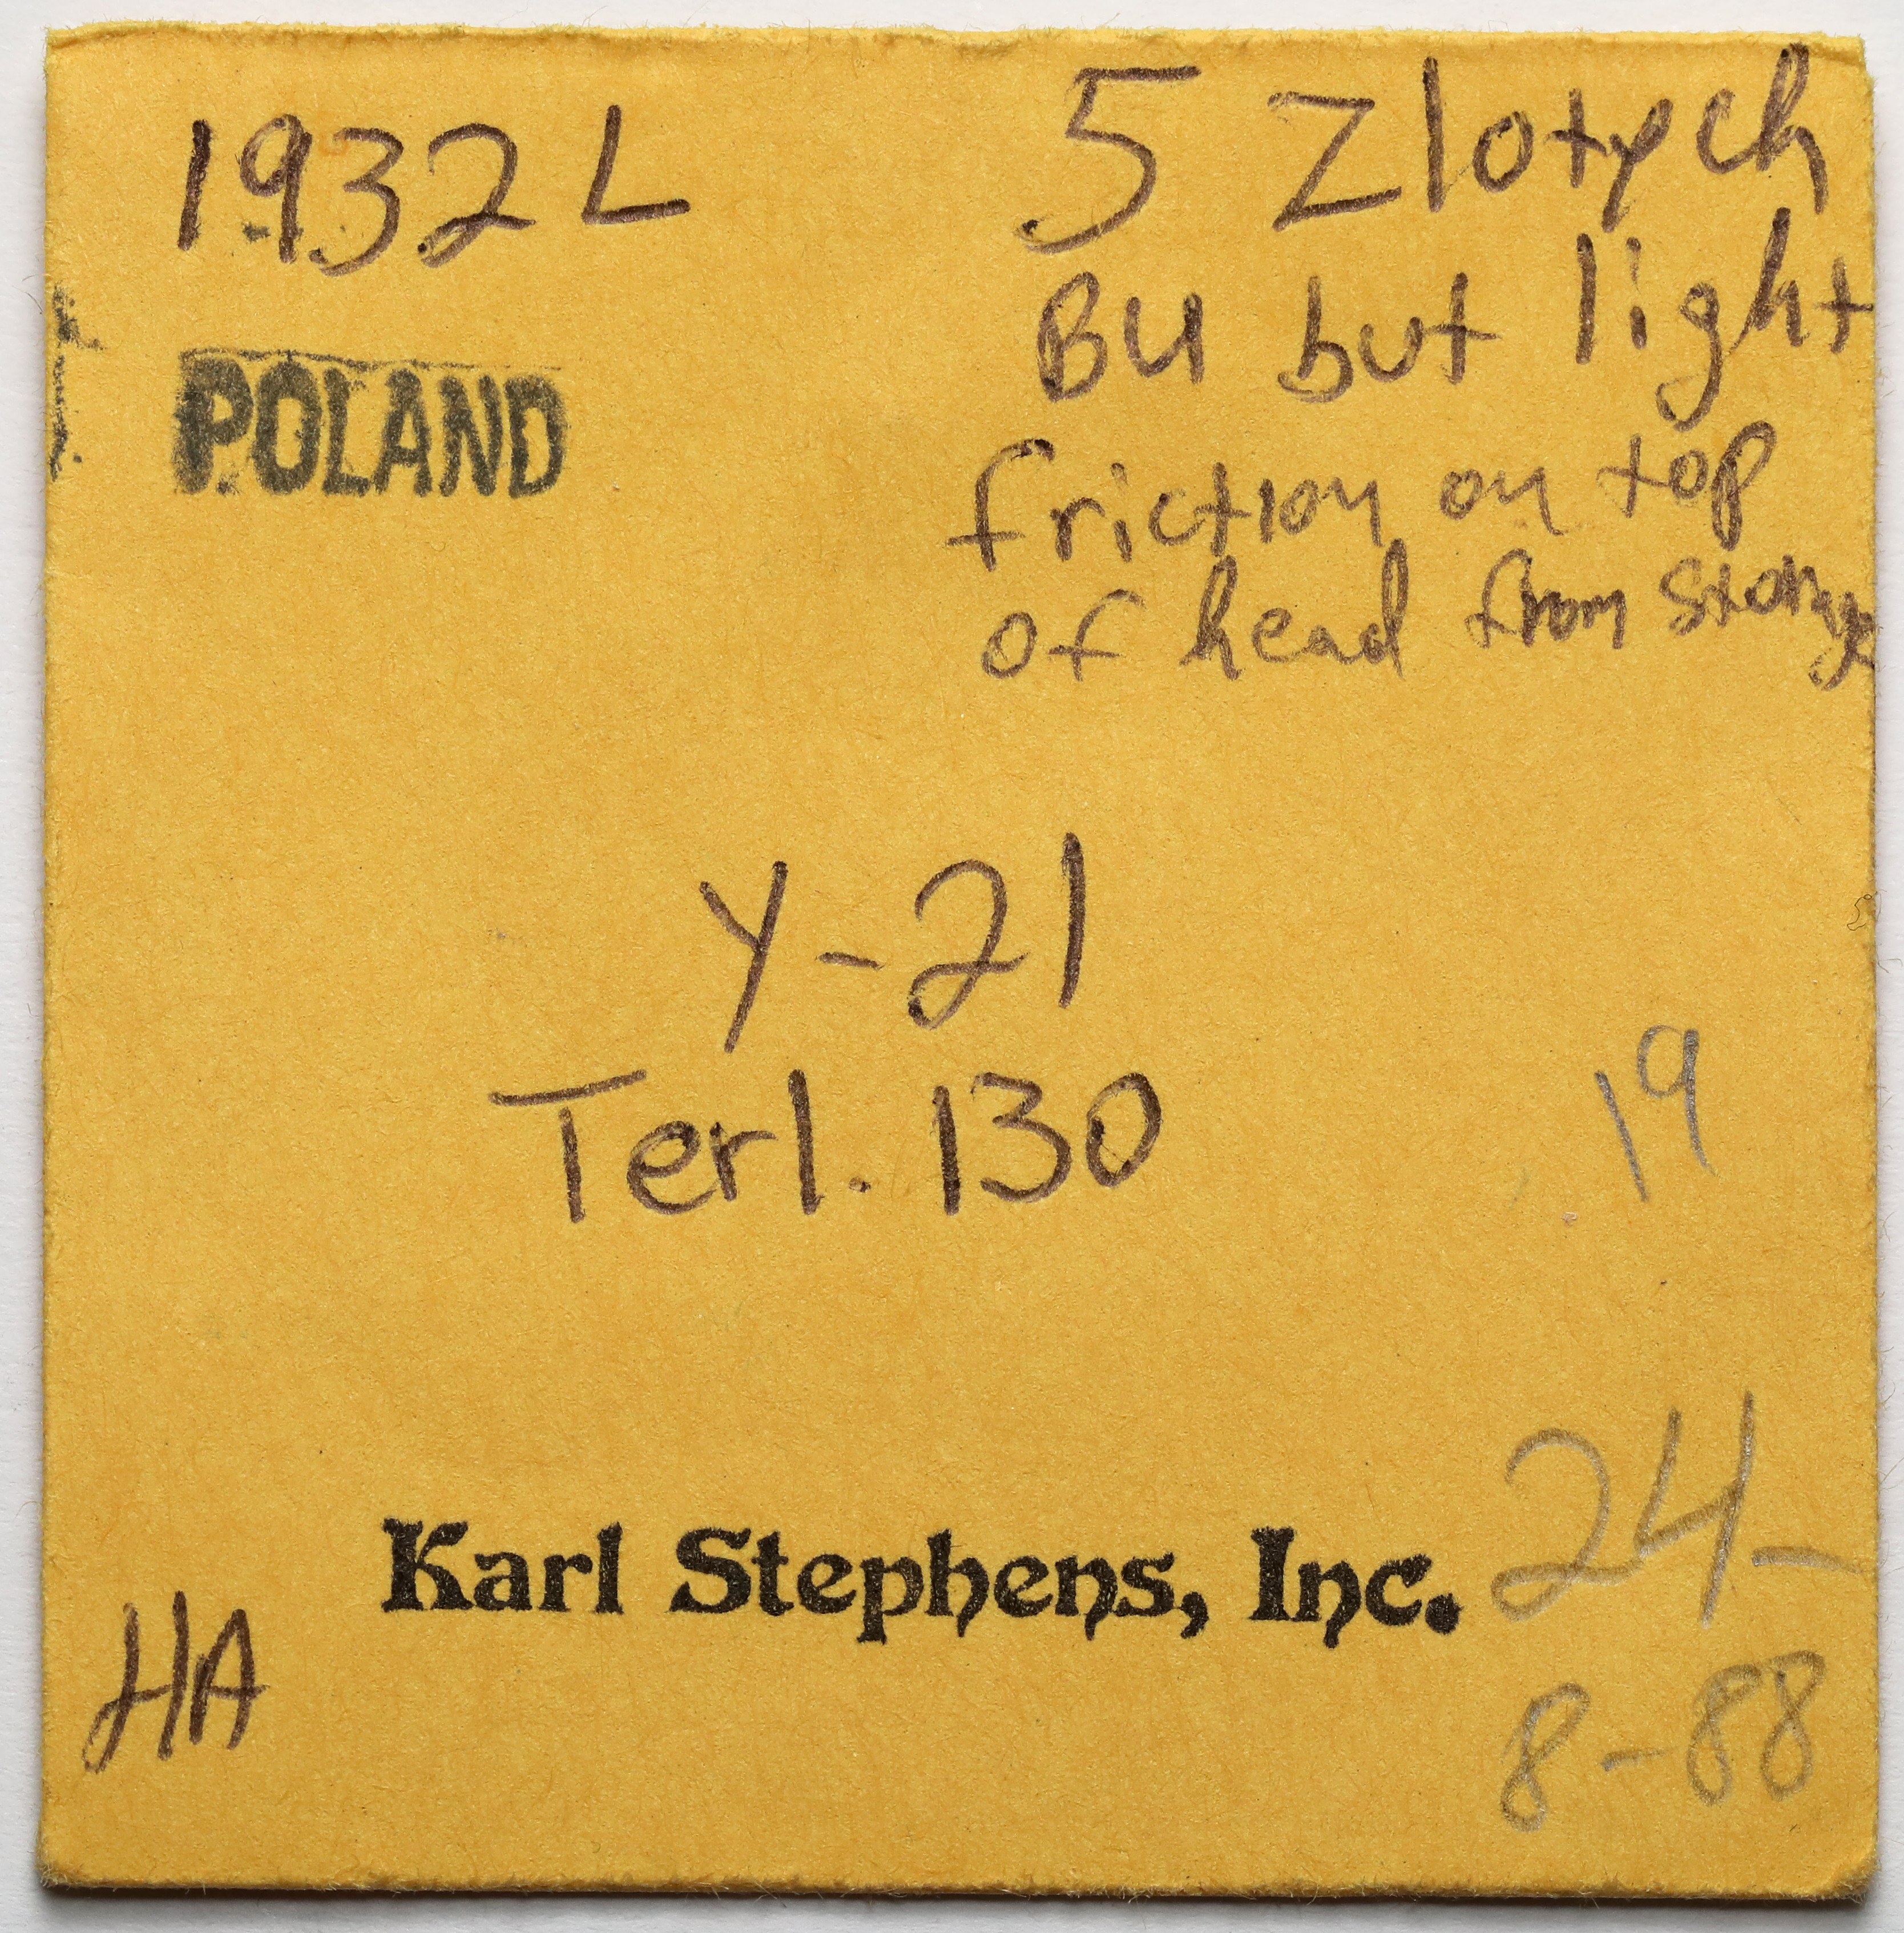 1932 L
5 Zlotych
BU but light
friction on top
of head from storage
POLAND
Y-21
Terl. 130
19
Karl Stephens, Inc.
24-
HA
8-88